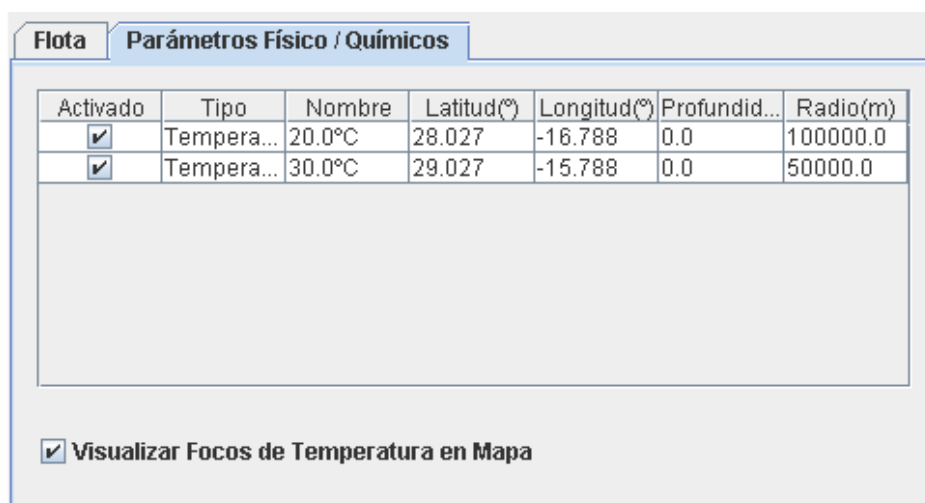 Flota Parámetros Físico / Químicos
Activado Tipo Nombre Latitud(º) Longitud(º) Profundid... Radio(m)
Tempera... 20.0ºC 28.027 -16.788 0.0 100000.0
Tempera... 30.0ºC 29.027 -15.788 0.0 50000.0
Visualizar Focos de Temperatura en Mapa